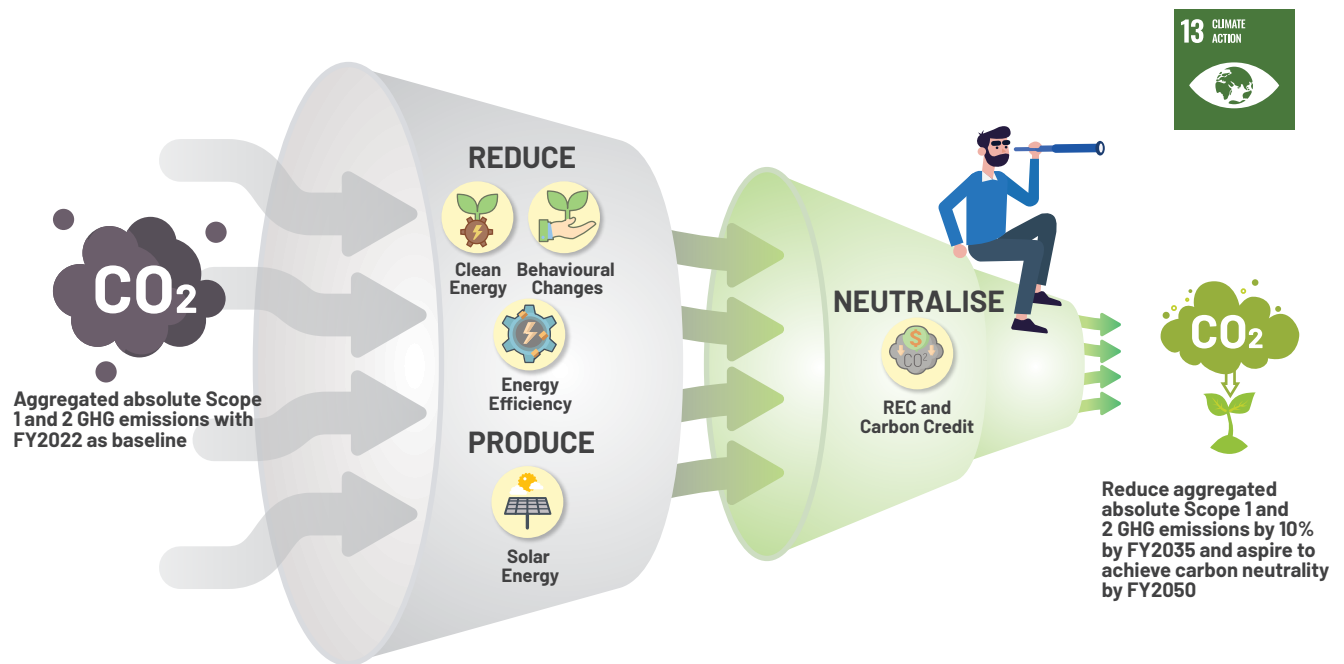 13 CLIMATE
ACTION
REDUCE
Clean
Energy
Behavioural
Changes
Energy
Efficiency
PRODUCE
Solar
Energy
CO2
Aggregated absolute Scope
1 and 2 GHG emissions with
FY2022 as baseline
NEUTRALISE
$
CO2
REC and
Carbon Credit
CO2
Reduce aggregated
absolute Scope 1 and
2 GHG emissions by 10%
by FY2035 and aspire to
achieve carbon neutrality
by FY2050